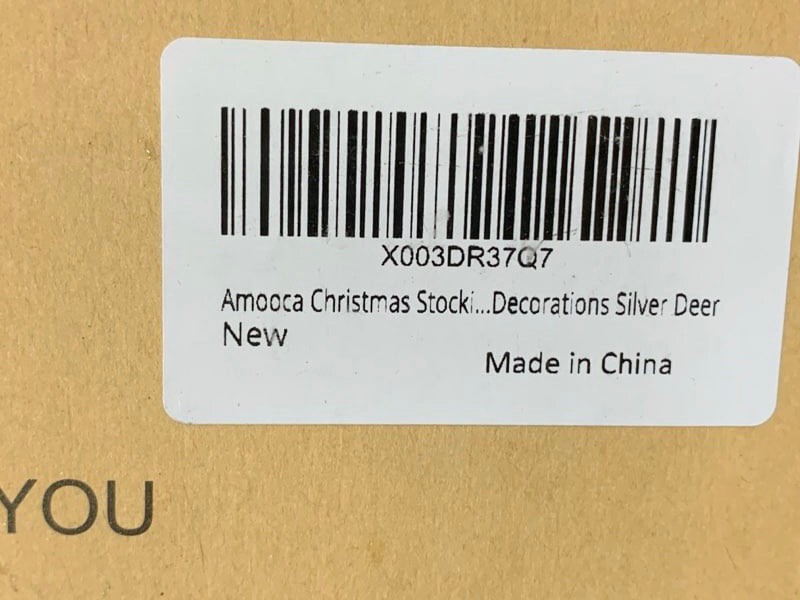 X003DR37Q7
Amooca Christmas Stocki...Decorations Silver Deer
New
Made in China
YOU